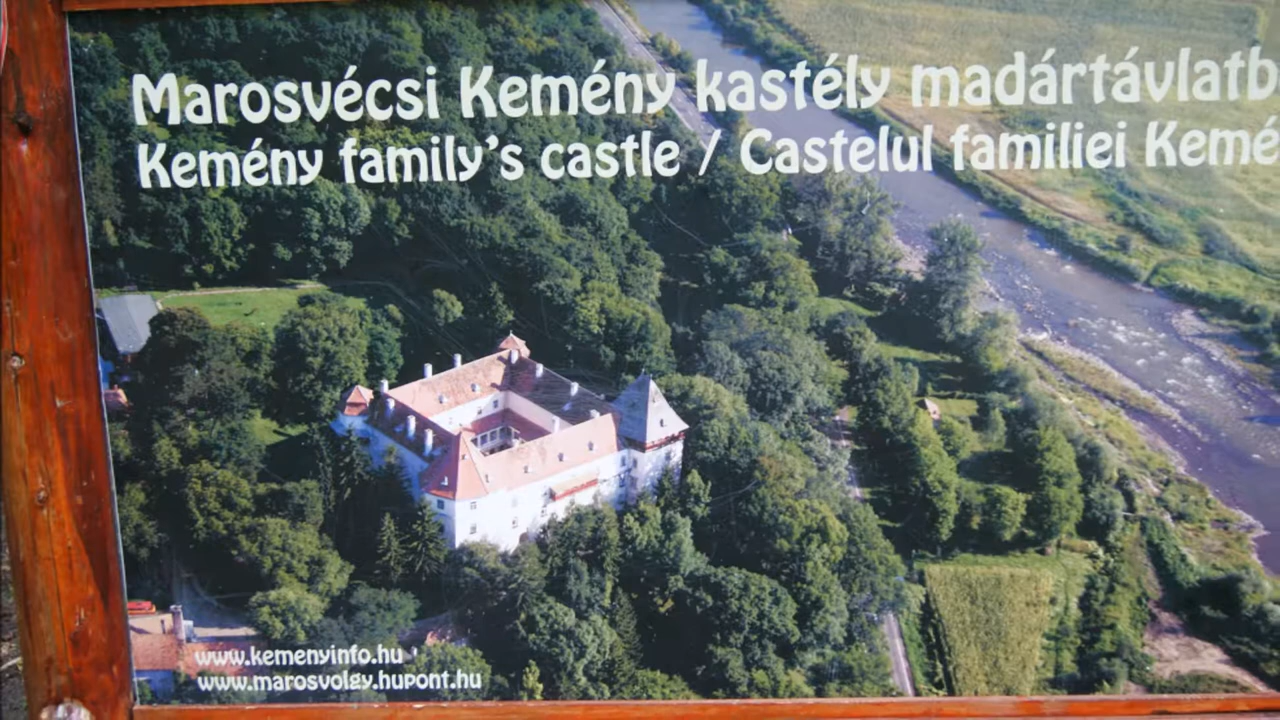 Marosvécsi Kemény kastély madártávlatb
Kemény family's castle / Castelul familiei Kemé
www.kemenyinfo.hu
www.marosvolgy.hupont.hu